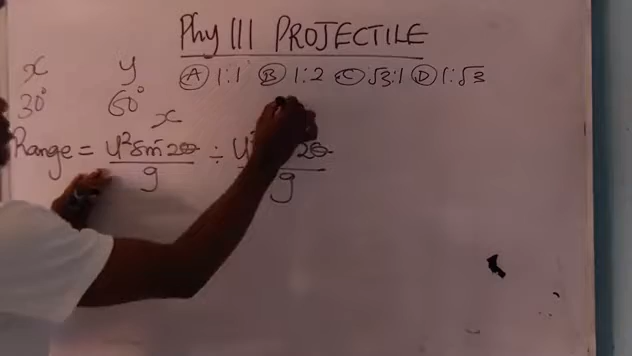 Phy 111 PROJECTILE
x y Ⓐ 1:1 Ⓑ 1:2 Ⓒ √3:1 Ⓓ 1:√3
30° 60°
x
Range = u²sin2θ/g ÷ u² 2θ/g